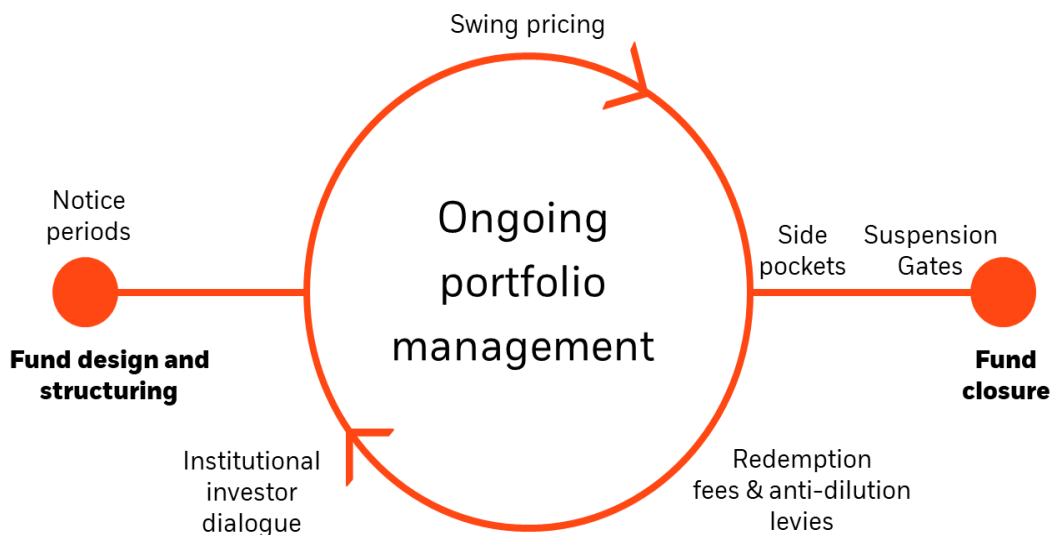 Swing pricing
Notice
periods
Fund design and
structuring
Ongoing
portfolio
management
Side
pockets
Suspension
Gates
Fund
closure
Institutional
investor
dialogue
Redemption
fees & anti-dilution
levies